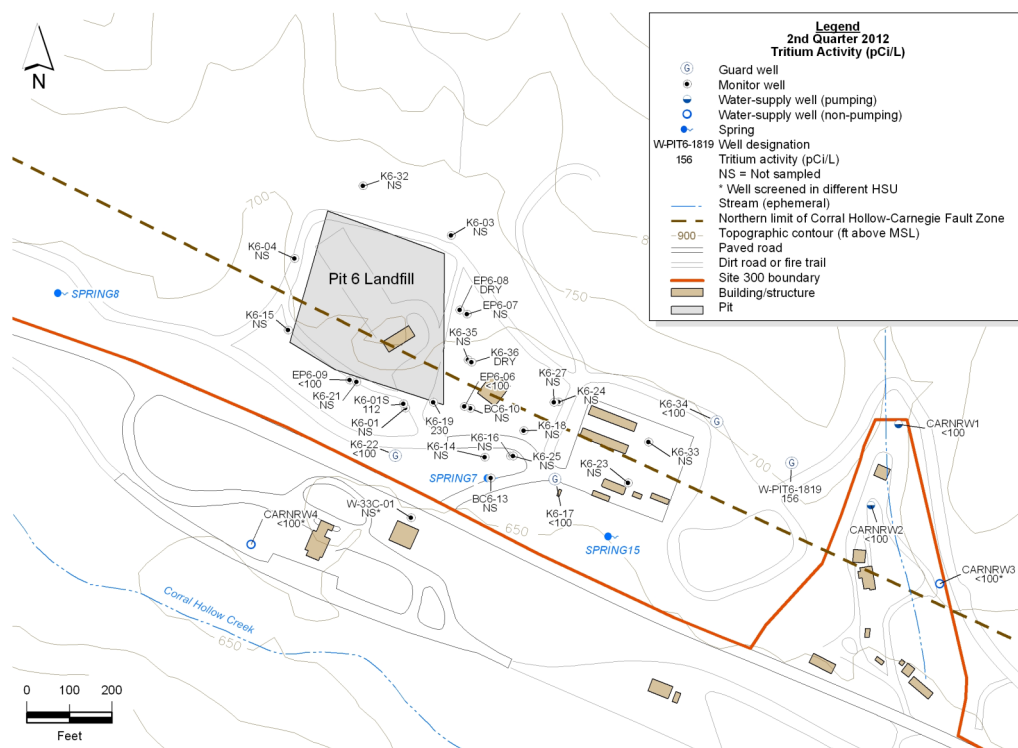 Legend
2nd Quarter 2012
Tritium Activity (pCi/L)
G Guard well
Monitor well
Water-supply well (pumping)
Water-supply well (non-pumping)
Spring
W-PIT6-1819 Well designation
156 Tritium activity (pCi/L)
NS = Not sampled
* Well screened in different HSU
Stream (ephemeral)
Northern limit of Corral Hollow-Carnegie Fault Zone
900 Topographic contour (ft above MSL)
Paved road
Dirt road or fire trail
Site 300 boundary
Building/structure
Pit
N
K6-32
NS
700
K6-03
NS
K6-04
NS
Pit 6 Landfill
750
SPRING8
EP6-08
DRY
EP6-07
NS
K6-15
NS
K6-35
NS
K6-36
DRY
EP6-09
<100
K6-21
NS
EP6-06
<100
K6-27
NS
K6-24
NS
K6-01S
112
K6-01
NS
K6-19
230
BC6-10
NS
K6-34
<100
K6-18
NS
CARNRW1
<100
K6-22
<100
K6-14
NS
K6-16
NS
K6-25
NS
K6-33
NS
K6-23
NS
700
G
G
G
G
W-PIT6-1819
156
SPRING7
BC6-13
NS
K6-17
<100
W-33C-01
NS*
650
CARNRW4
<100*
CARNRW2
<100
SPRING15
CARNRW3
<100*
Corral Hollow Creek
650
0 100 200
Feet